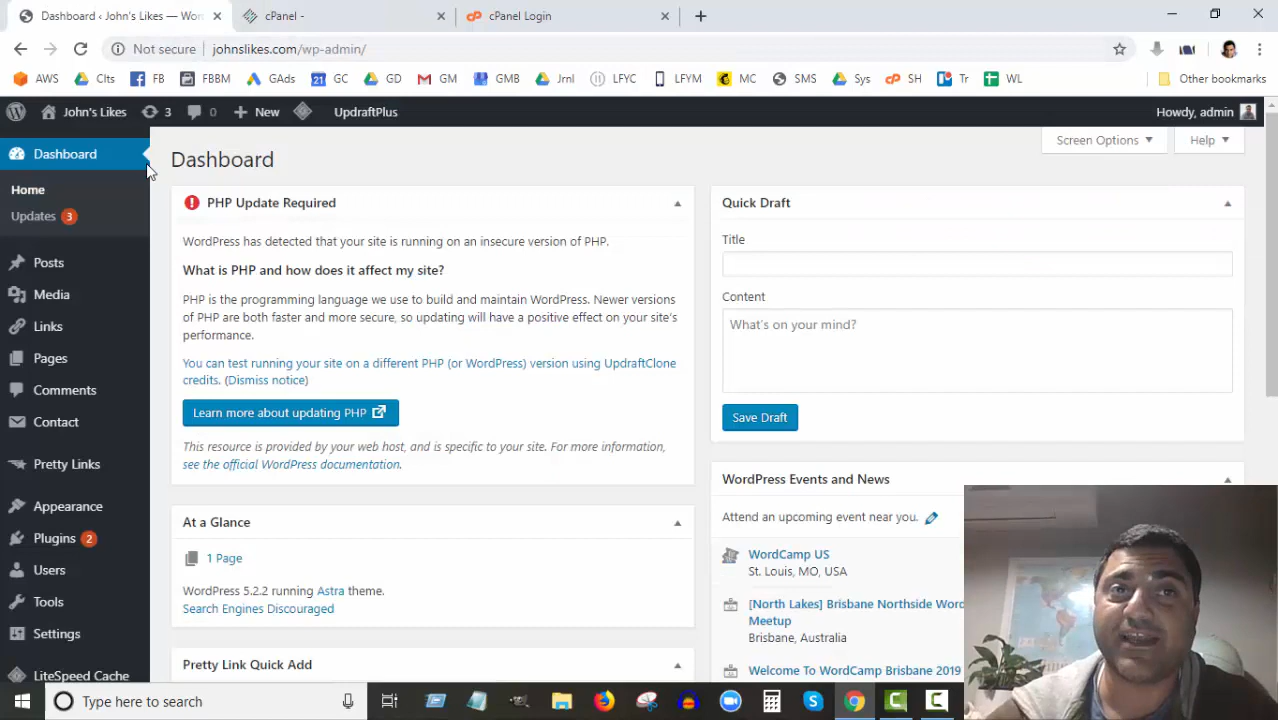 Dashboard ‹ John's Likes — Wor
cPanel -
cPanel Login
Not secure
johnslikes.com/wp-admin/
AWS
Clts
FB
FBBM
GAds
21
GC
GD
GM
GMB
Jrnl
LFYC
LFYM
MC
SMS
Sys
SH
Tr
WL
Other bookmarks
John's Likes
3
0
New
UpdraftPlus
Howdy, admin
Dashboard
Home
Updates 3
Posts
Media
Links
Pages
Comments
Contact
Pretty Links
Appearance
Plugins 2
Users
Tools
Settings
LiteSpeed Cache
Dashboard
Screen Options
Help
PHP Update Required
WordPress has detected that your site is running on an insecure version of PHP.
What is PHP and how does it affect my site?
PHP is the programming language we use to build and maintain WordPress. Newer versions
of PHP are both faster and more secure, so updating will have a positive effect on your site's
performance.
You can test running your site on a different PHP (or WordPress) version using UpdraftClone
credits. (Dismiss notice)
Learn more about updating PHP
This resource is provided by your web host, and is specific to your site. For more information,
see the official WordPress documentation.
At a Glance
1 Page
WordPress 5.2.2 running Astra theme.
Search Engines Discouraged
Pretty Link Quick Add
Quick Draft
Title
Content
What's on your mind?
Save Draft
WordPress Events and News
Attend an upcoming event near you.
WordCamp US
St. Louis, MO, USA
[North Lakes] Brisbane Northside Word
Meetup
Brisbane, Australia
Welcome To WordCamp Brisbane 2019
Type here to search